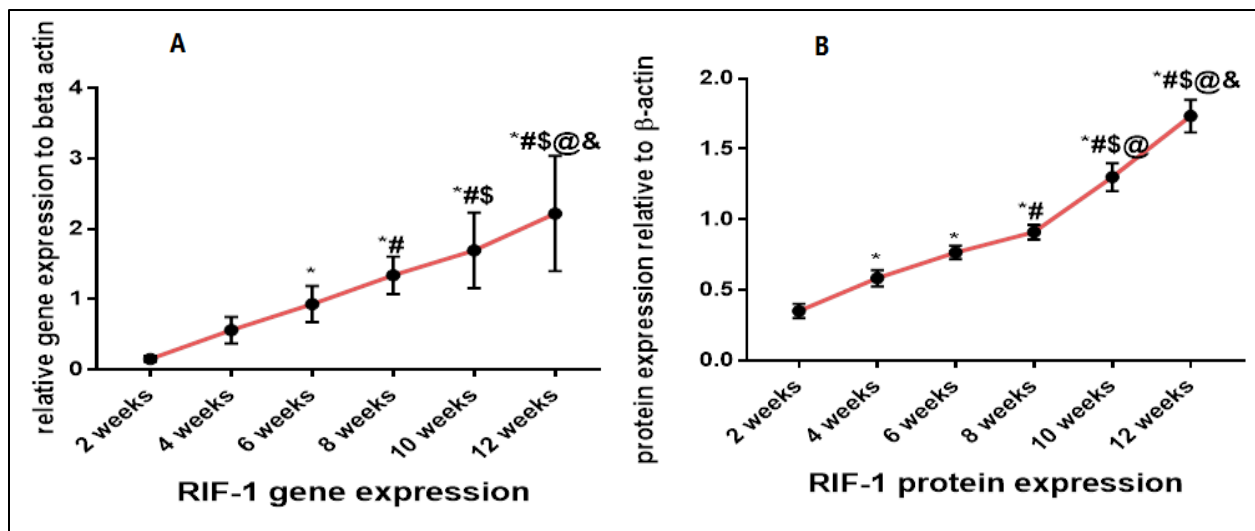 A
relative gene expression to beta actin
4
3
2
1
0
*
*#
*#$
*#$@&
2 weeks
4 weeks
6 weeks
8 weeks
10 weeks
12 weeks
RIF-1 gene expression
B
protein expression relative to β-actin
2.0
1.5
1.0
0.5
0.0
*
*
*#
*#$@
*#$@&
2 weeks
4 weeks
6 weeks
8 weeks
10 weeks
12 weeks
RIF-1 protein expression